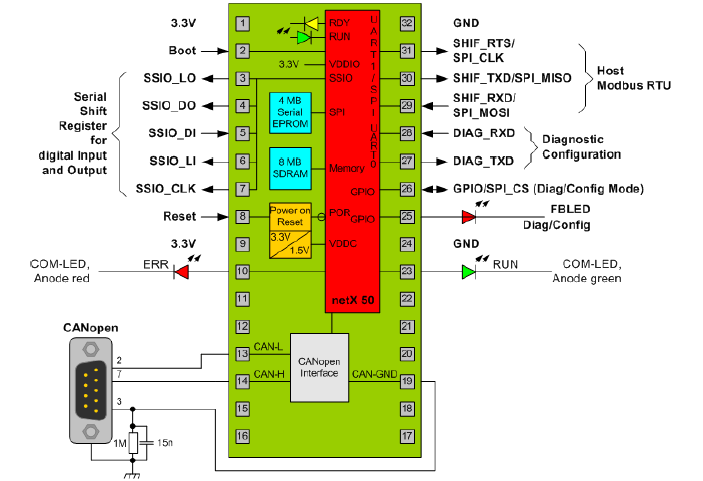 3.3V
1
RDY
RUN
UART1/SPI
32
GND
Boot
2
31
SHIF_RTS/
SPI_CLK
3.3V
VDDIO
SSIO_LO
3
SSIO
30
SHIF_TXD/SPI_MISO
Host
Modbus RTU
SSIO_DO
4
4 MB
Serial
EPROM
SPI
29
SHIF_RXD/
SPI_MOSI
Serial
Shift
Register
for
digital Input
and Output
SSIO_DI
5
UART0
28
DIAG_RXD
Diagnostic
Configuration
SSIO_LI
6
8 MB
SDRAM
Memory
27
DIAG_TXD
SSIO_CLK
7
GPIO
26
GPIO/SPI_CS (Diag/Config Mode)
Reset
8
Power on
Reset
POR
GPIO
25
FBLED
Diag/Config
3.3V
9
3.3V
1.5V
VDDC
24
GND
COM-LED,
Anode red
ERR
10
23
RUN
COM-LED,
Anode green
11
netX 50
22
12
21
CANopen
2
13
CAN-L
CANopen
Interface
20
7
14
CAN-H
CAN-GND
19
3
15
18
1M
15n
16
17